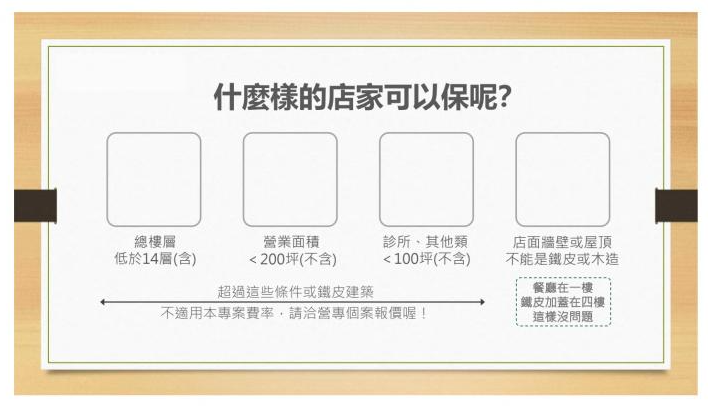 什麼樣的店家可以保呢?
總樓層
低於14層(含)
營業面積
<200坪(不含)
診所、其他類
<100坪(不含)
店面牆壁或屋頂
不能是鐵皮或木造
超過這些條件或鐵皮建築
不適用本專案費率，請洽營專個案報價喔！
餐廳在一樓
鐵皮加蓋在四樓
這樣沒問題